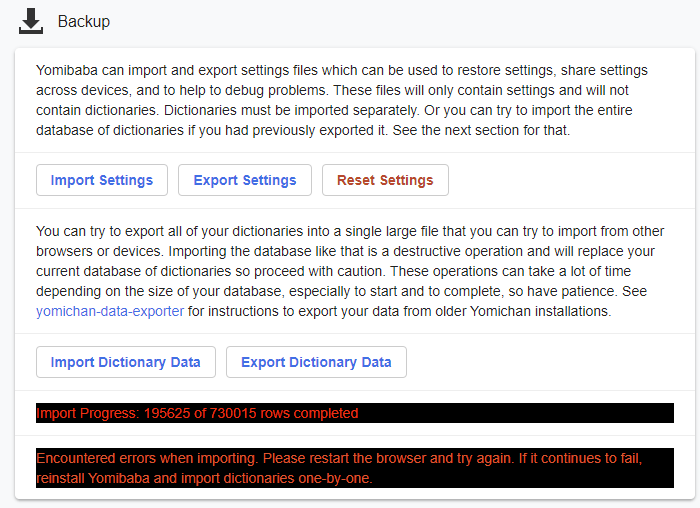 Backup
Yomibaba can import and export settings files which can be used to restore settings, share settings
across devices, and to help to debug problems. These files will only contain settings and will not
contain dictionaries. Dictionaries must be imported separately. Or you can try to import the entire
database of dictionaries if you had previously exported it. See the next section for that.
Import Settings Export Settings Reset Settings
You can try to export all of your dictionaries into a single large file that you can try to import from other
browsers or devices. Importing the database like that is a destructive operation and will replace your
current database of dictionaries so proceed with caution. These operations can take a lot of time
depending on the size of your database, especially to start and to complete, so have patience. See
yomichan-data-exporter for instructions to export your data from older Yomichan installations.
Import Dictionary Data Export Dictionary Data
Import Progress: 195625 of 730015 rows completed
Encountered errors when importing. Please restart the browser and try again. If it continues to fail,
reinstall Yomibaba and import dictionaries one-by-one.